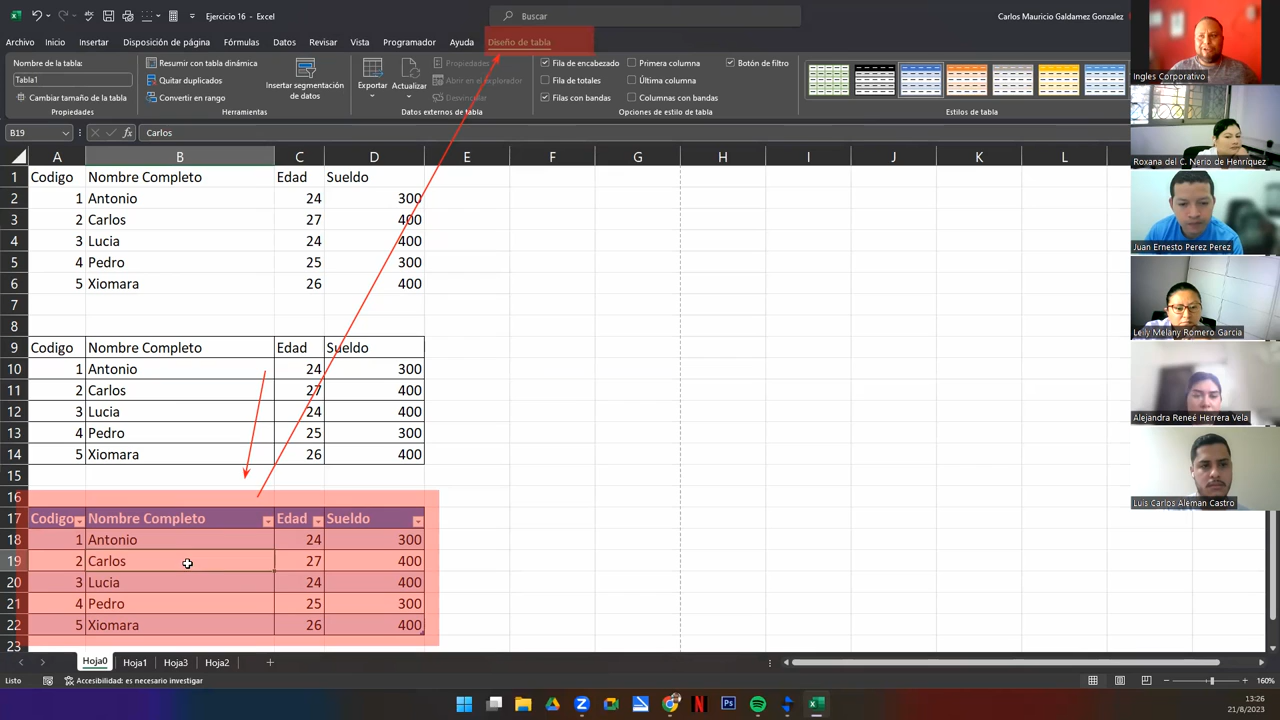 Ejercicio 16 - Excel
Buscar
Carlos Mauricio Galdamez Gonzalez
Archivo Inicio Insertar Disposición de página Fórmulas Datos Revisar Vista Programador Ayuda Diseño de tabla
Nombre de la tabla:
Tabla1
Cambiar tamaño de la tabla
Propiedades
Resumir con tabla dinámica
Quitar duplicados
Convertir en rango
Insertar segmentación de datos
Herramientas
Exportar
Actualizar
Propiedades
Abrir en el explorador
Desvincular
Datos externos de tabla
Fila de encabezado
Fila de totales
Filas con bandas
Primera columna
Última columna
Columnas con bandas
Botón de filtro
Opciones de estilo de tabla
Estilos de tabla
B19 fx Carlos
A B C D E F G H I J K L
1 Codigo Nombre Completo Edad Sueldo
2 1 Antonio 24 300
3 2 Carlos 27 400
4 3 Lucia 24 400
5 4 Pedro 25 300
6 5 Xiomara 26 400
7
8
9 Codigo Nombre Completo Edad Sueldo
10 1 Antonio 24 300
11 2 Carlos 27 400
12 3 Lucia 24 400
13 4 Pedro 25 300
14 5 Xiomara 26 400
15
16
17 Codigo Nombre Completo Edad Sueldo
18 1 Antonio 24 300
19 2 Carlos 27 400
20 3 Lucia 24 400
21 4 Pedro 25 300
22 5 Xiomara 26 400
23
Hoja0 Hoja1 Hoja3 Hoja2
Listo
Accesibilidad: es necesario investigar
160%
13:26
21/8/2023
Ingles Corporativo
Roxana del C. Nerio de Henríquez
Juan Ernesto Perez Perez
Leily Melany Romero Garcia
Alejandra Reneé Herrera Vela
Luis Carlos Aleman Castro